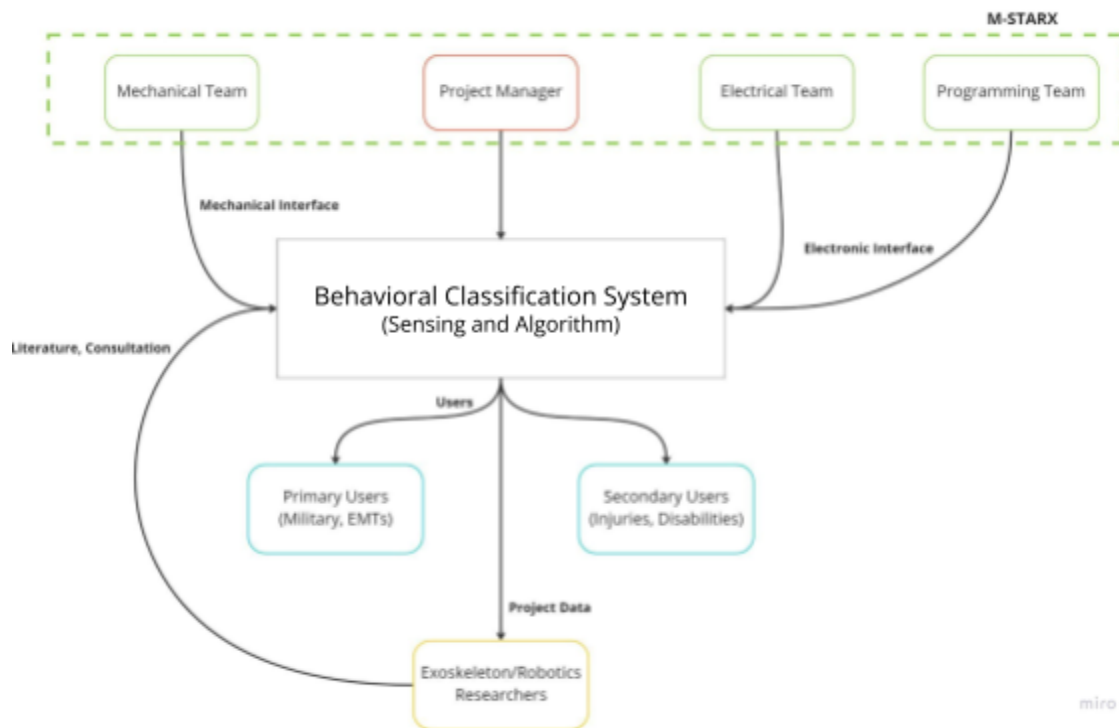 M-STARX
Mechanical Team
Project Manager
Electrical Team
Programming Team
Mechanical Interface
Electronic Interface
Behavioral Classification System
(Sensing and Algorithm)
Literature, Consultation
Users
Primary Users
(Military, EMTs)
Secondary Users
(Injuries, Disabilities)
Project Data
Exoskeleton/Robotics
Researchers
miro